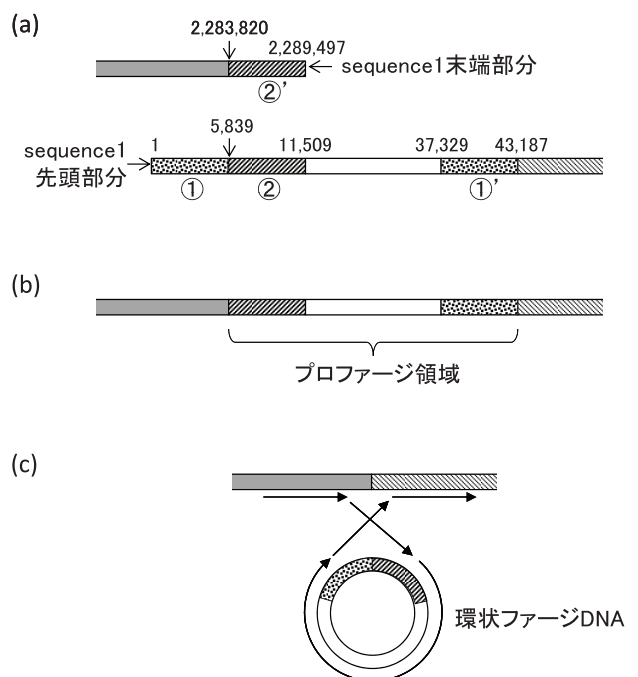 (a)
2,283,820
2,289,497
sequence1末端部分
②’
sequence1
先頭部分
1
5,839
11,509
37,329
43,187
①
②
①’
(b)
プロファージ領域
(c)
環状ファージDNA